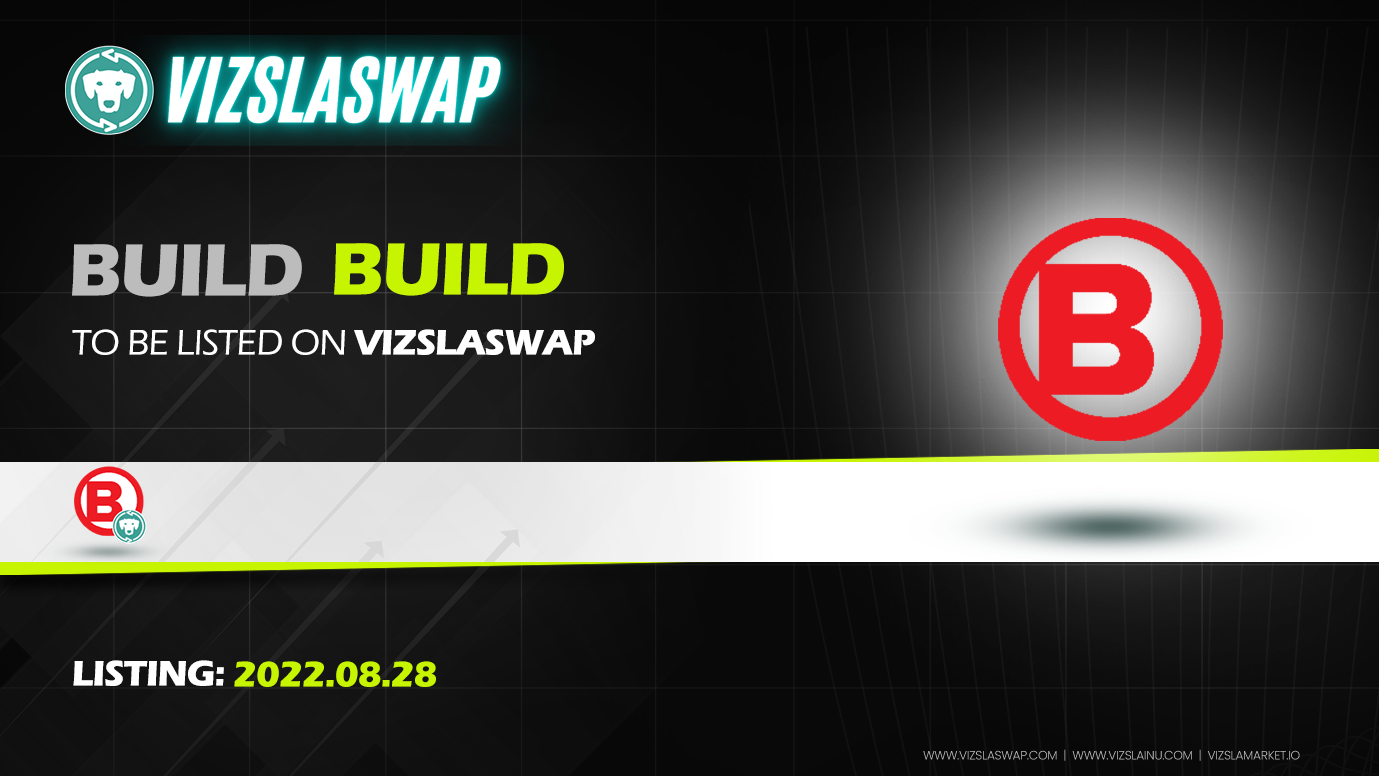 VIZSLASWAP
BUILD BUILD
TO BE LISTED ON VIZSLASWAP
B
B
LISTING: 2022.08.28
WWW.VIZSLASWAP.COM | WWW.VIZSLAINU.COM | VIZSLAMARKET.IO